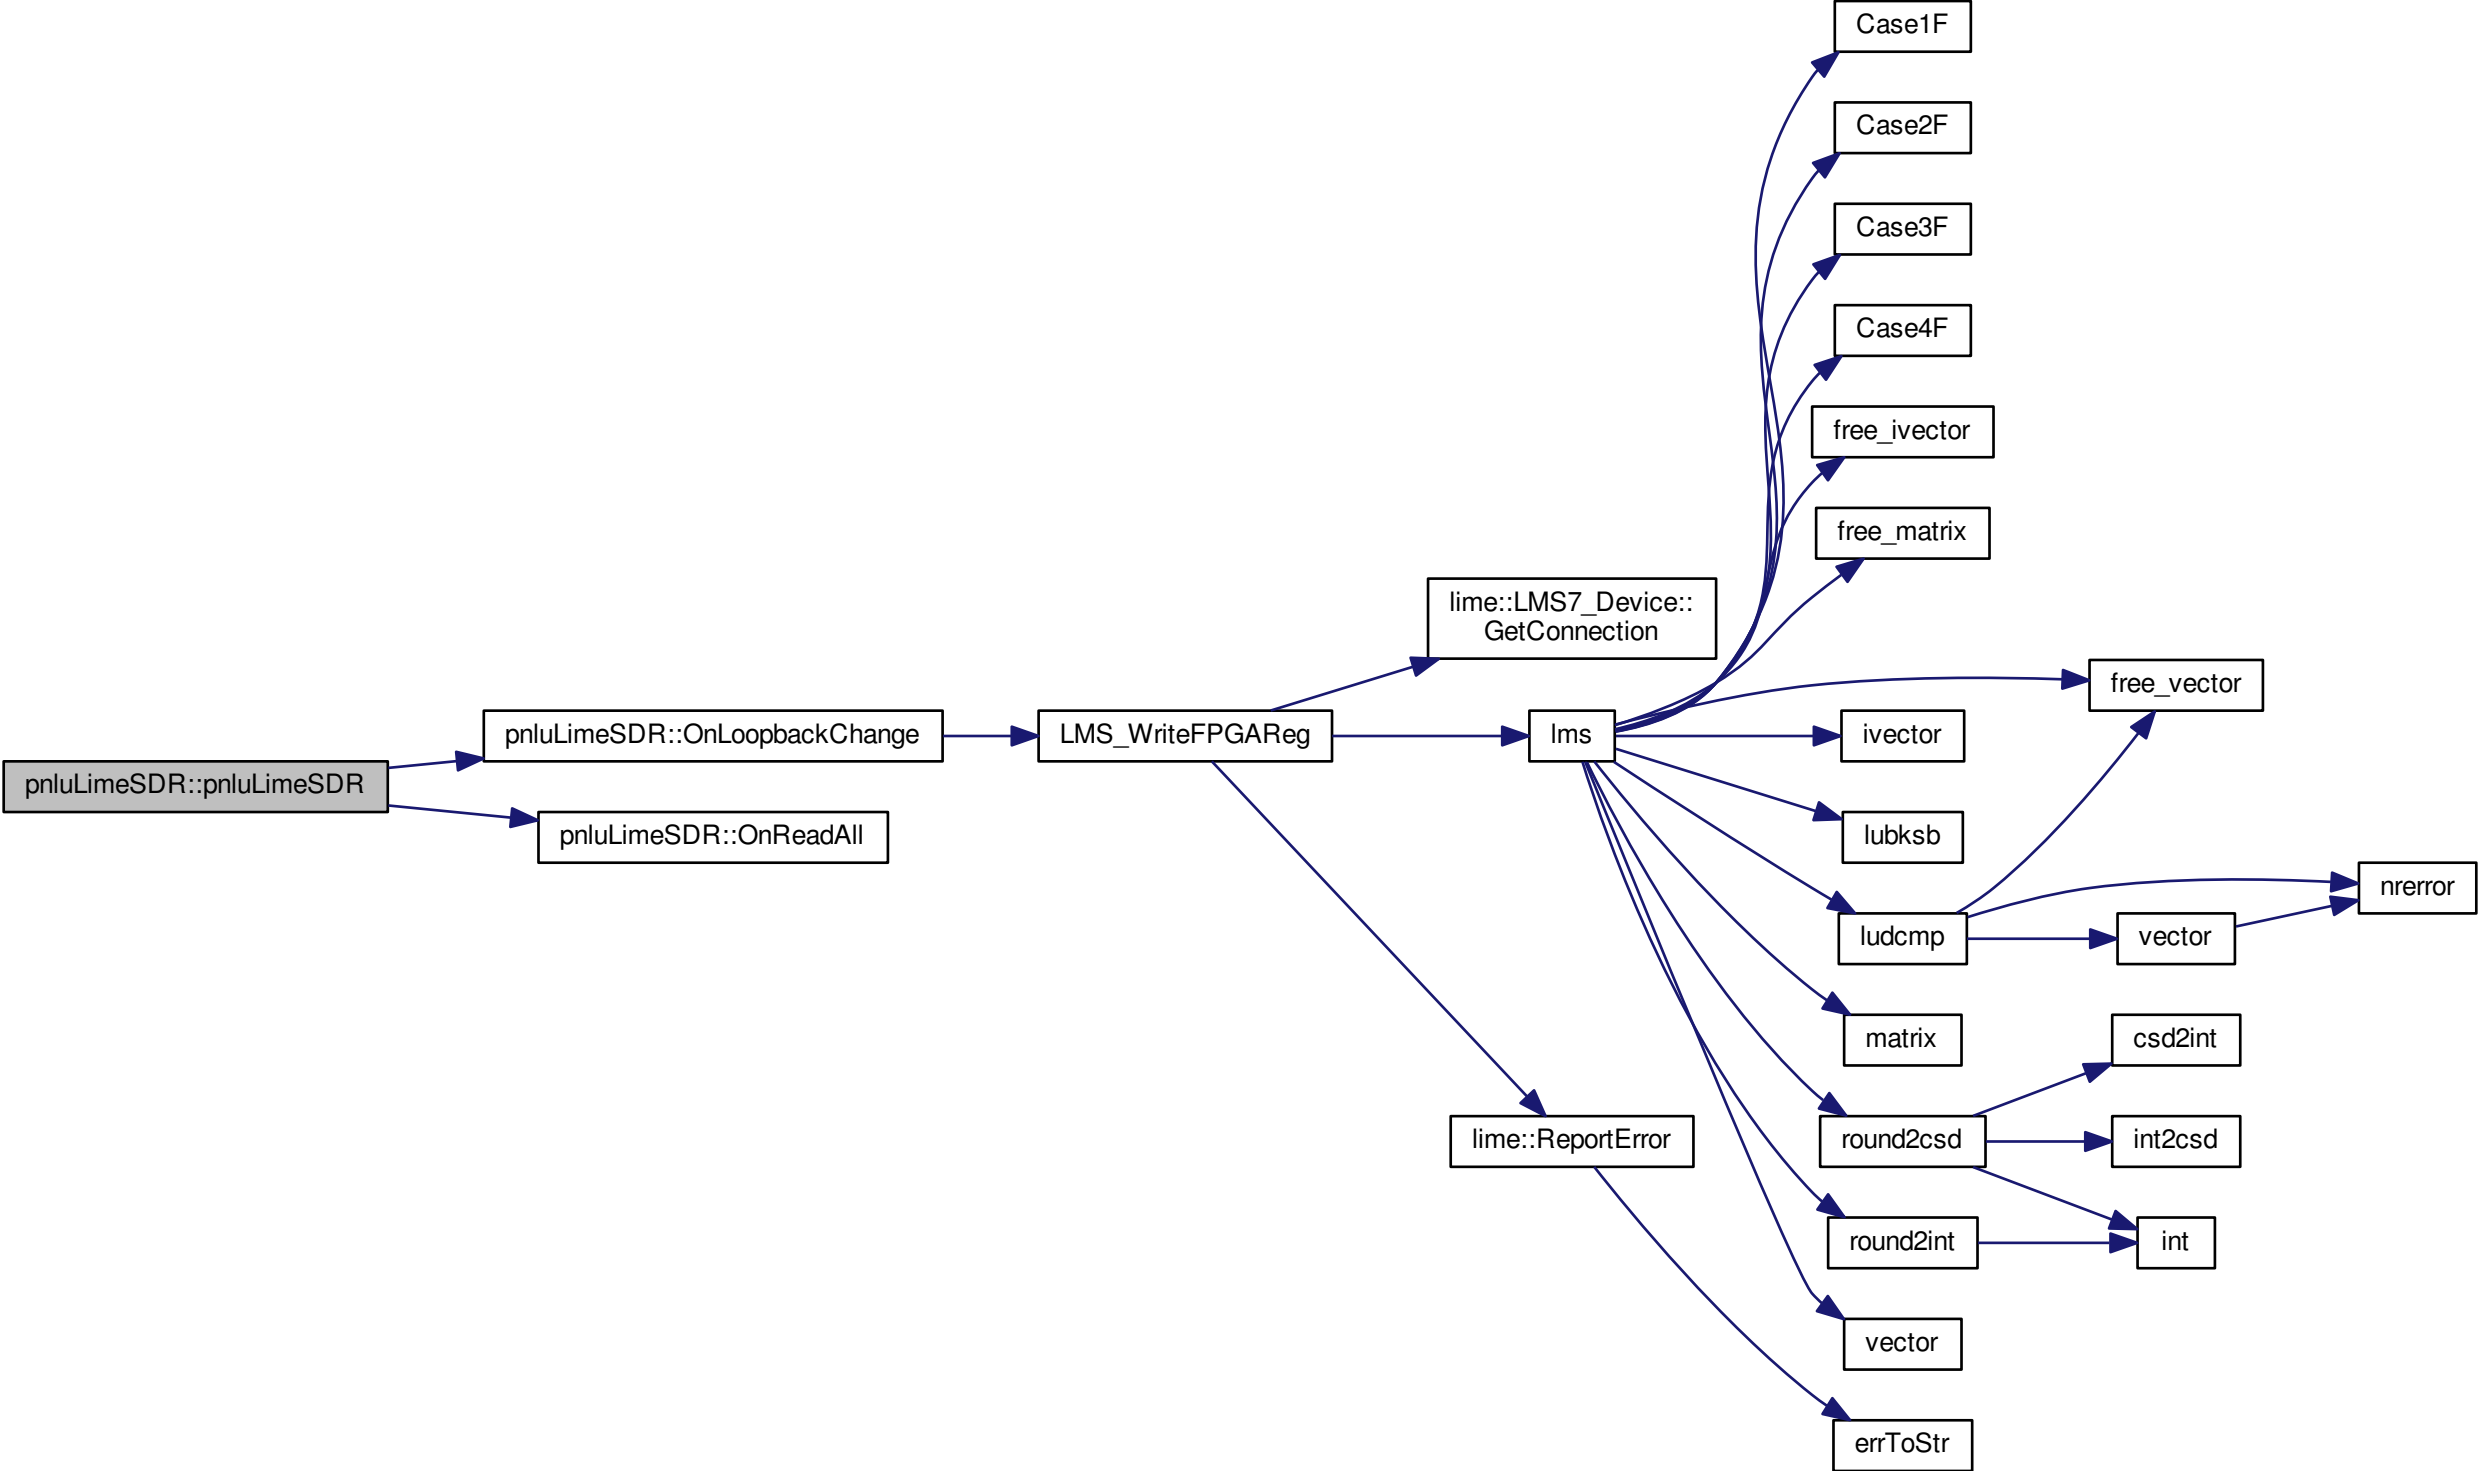 Case1F
Case2F
Case3F
Case4F
free_ivector
free_matrix
lime::LMS7_Device::
GetConnection
free_vector
pnluLimeSDR::OnLoopbackChange
LMS_WriteFPGAReg
lms
ivector
pnluLimeSDR::pnluLimeSDR
pnluLimeSDR::OnReadAll
lubksb
nrerror
ludcmp
vector
matrix
csd2int
lime::ReportError
round2csd
int2csd
round2int
int
vector
errToStr